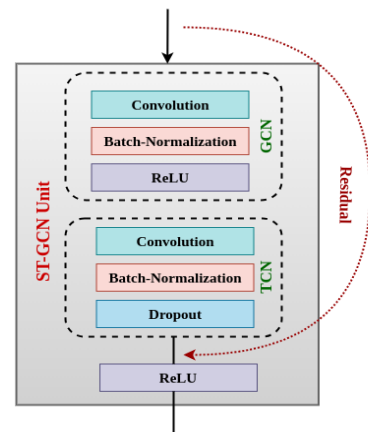 Convolution
Batch-Normalization
ReLU
GCN
ST-GCN Unit
Residual
Convolution
Batch-Normalization
Dropout
TCN
ReLU